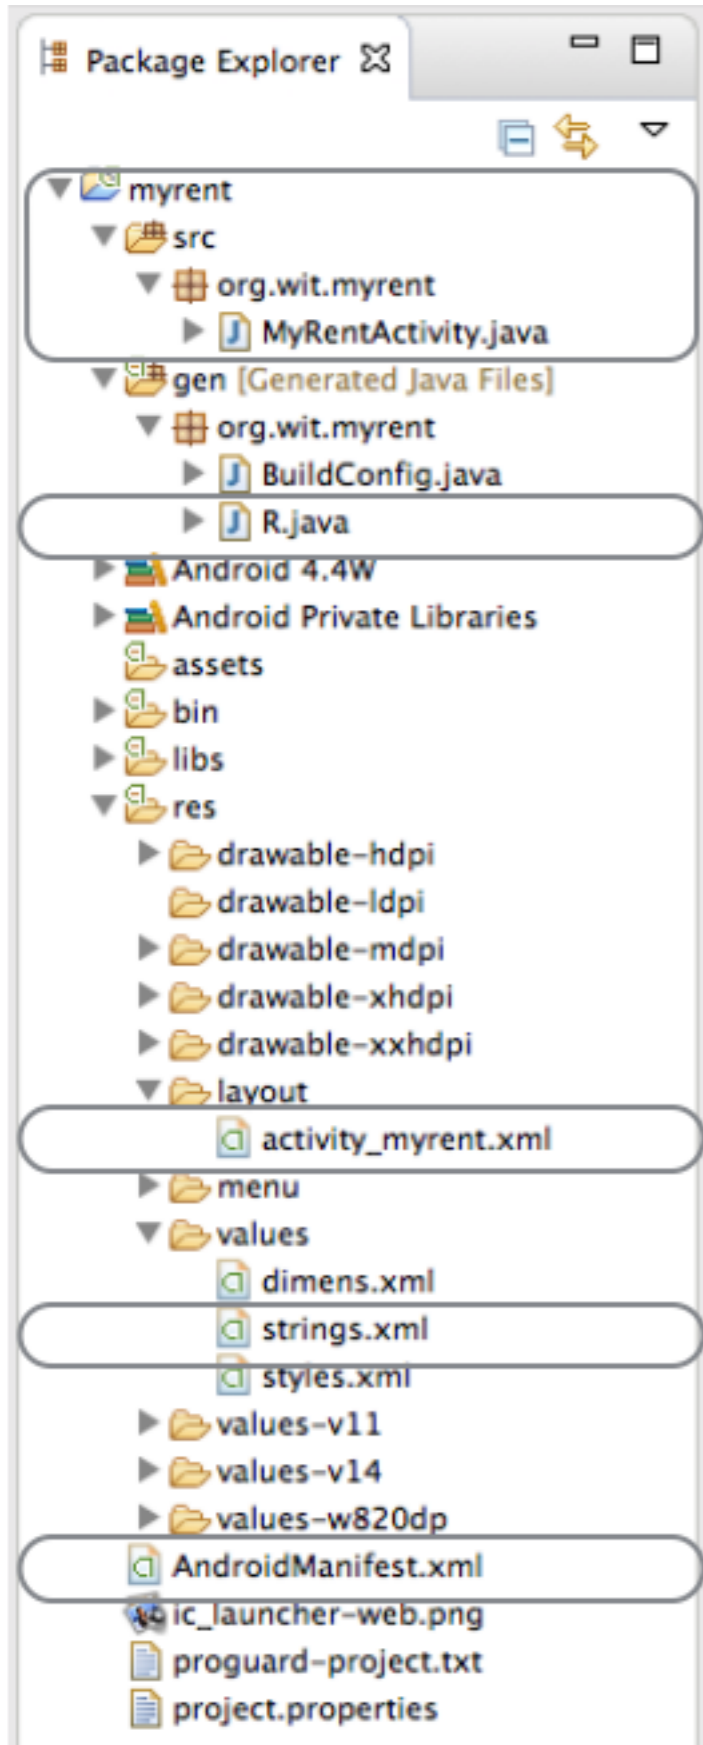 Package Explorer
myrent
src
org.wit.myrent
MyRentActivity.java
gen [Generated Java Files]
org.wit.myrent
BuildConfig.java
R.java
Android 4.4W
Android Private Libraries
assets
bin
libs
res
drawable-hdpi
drawable-ldpi
drawable-mdpi
drawable-xhdpi
drawable-xxhdpi
layout
activity_myrent.xml
menu
values
dimens.xml
strings.xml
styles.xml
values-v11
values-v14
values-w820dp
AndroidManifest.xml
ic_launcher-web.png
proguard-project.txt
project.properties